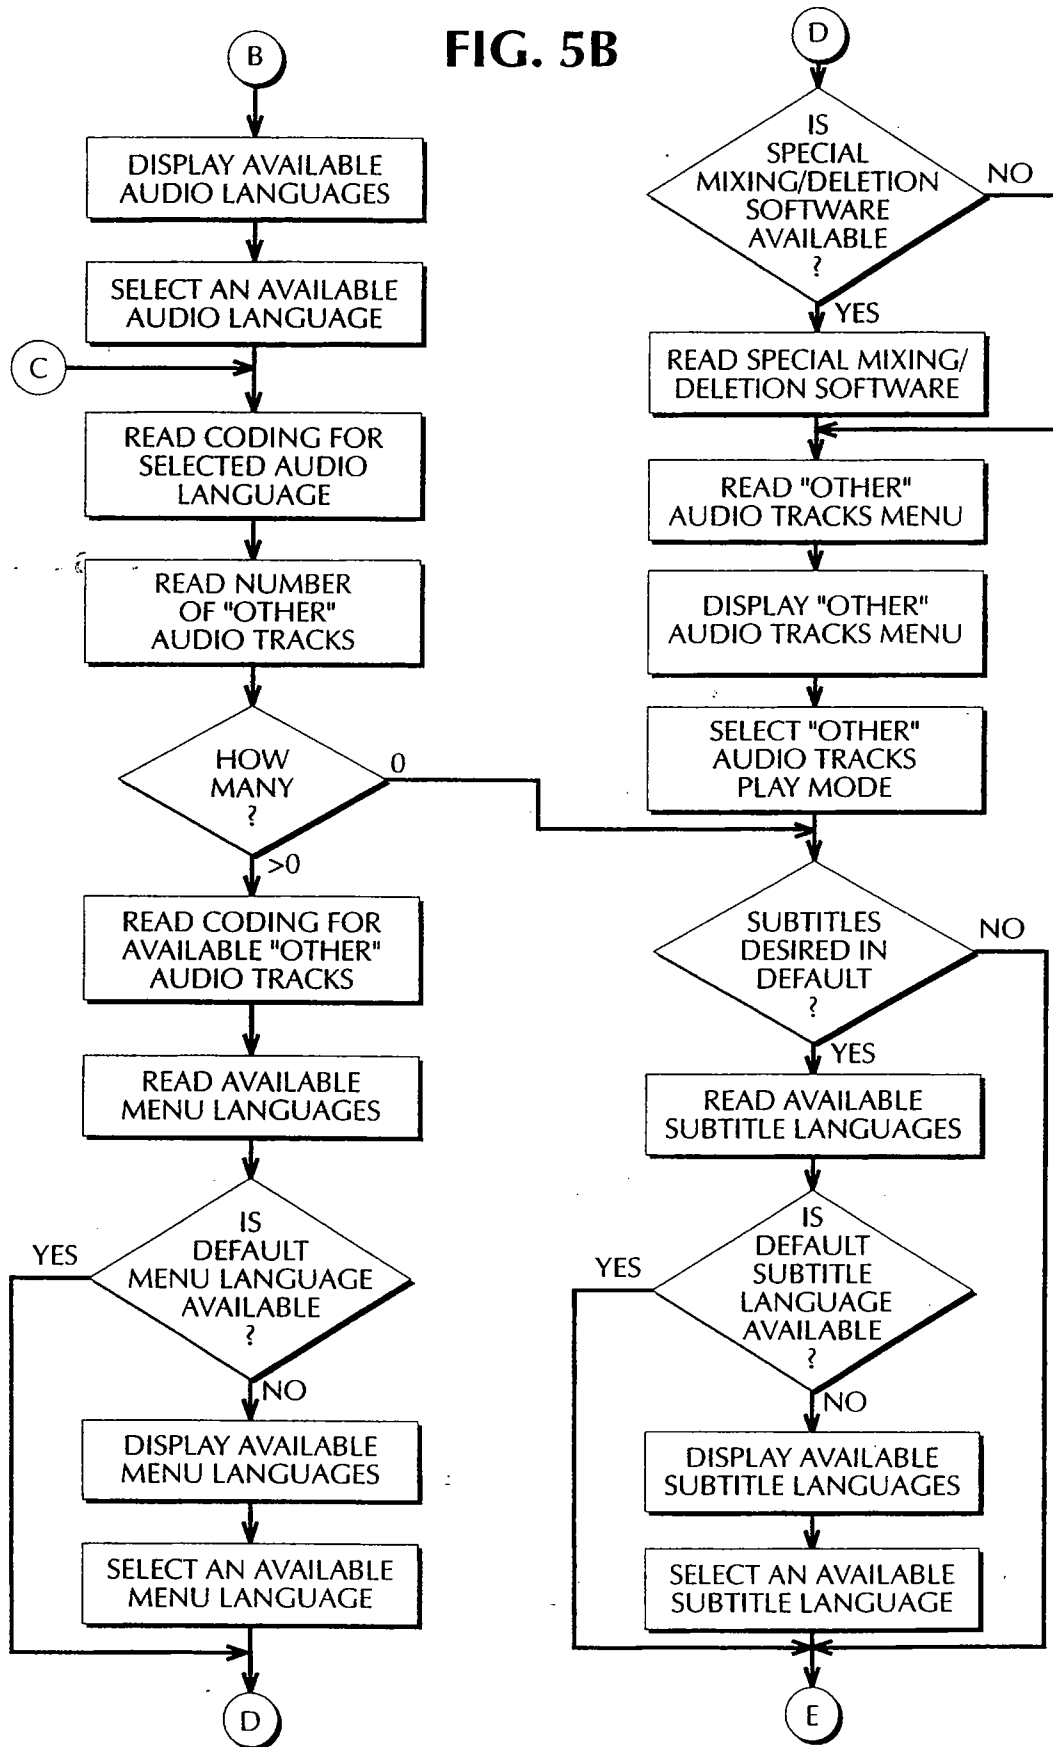 FIG. 5B
B
DISPLAY AVAILABLE
AUDIO LANGUAGES
SELECT AN AVAILABLE
AUDIO LANGUAGE
C
READ CODING FOR
SELECTED AUDIO
LANGUAGE
READ NUMBER
OF "OTHER"
AUDIO TRACKS
HOW
MANY
?
0
>0
READ CODING FOR
AVAILABLE "OTHER"
AUDIO TRACKS
READ AVAILABLE
MENU LANGUAGES
IS
DEFAULT
MENU LANGUAGE
AVAILABLE
?
YES
NO
DISPLAY AVAILABLE
MENU LANGUAGES
SELECT AN AVAILABLE
MENU LANGUAGE
D
D
IS
SPECIAL
MIXING/DELETION
SOFTWARE
AVAILABLE
?
NO
YES
READ SPECIAL MIXING/
DELETION SOFTWARE
READ "OTHER"
AUDIO TRACKS MENU
DISPLAY "OTHER"
AUDIO TRACKS MENU
SELECT "OTHER"
AUDIO TRACKS
PLAY MODE
SUBTITLES
DESIRED IN
DEFAULT
?
NO
YES
READ AVAILABLE
SUBTITLE LANGUAGES
IS
DEFAULT
SUBTITLE
LANGUAGE
AVAILABLE
?
YES
NO
DISPLAY AVAILABLE
SUBTITLE LANGUAGES
SELECT AN AVAILABLE
SUBTITLE LANGUAGE
E